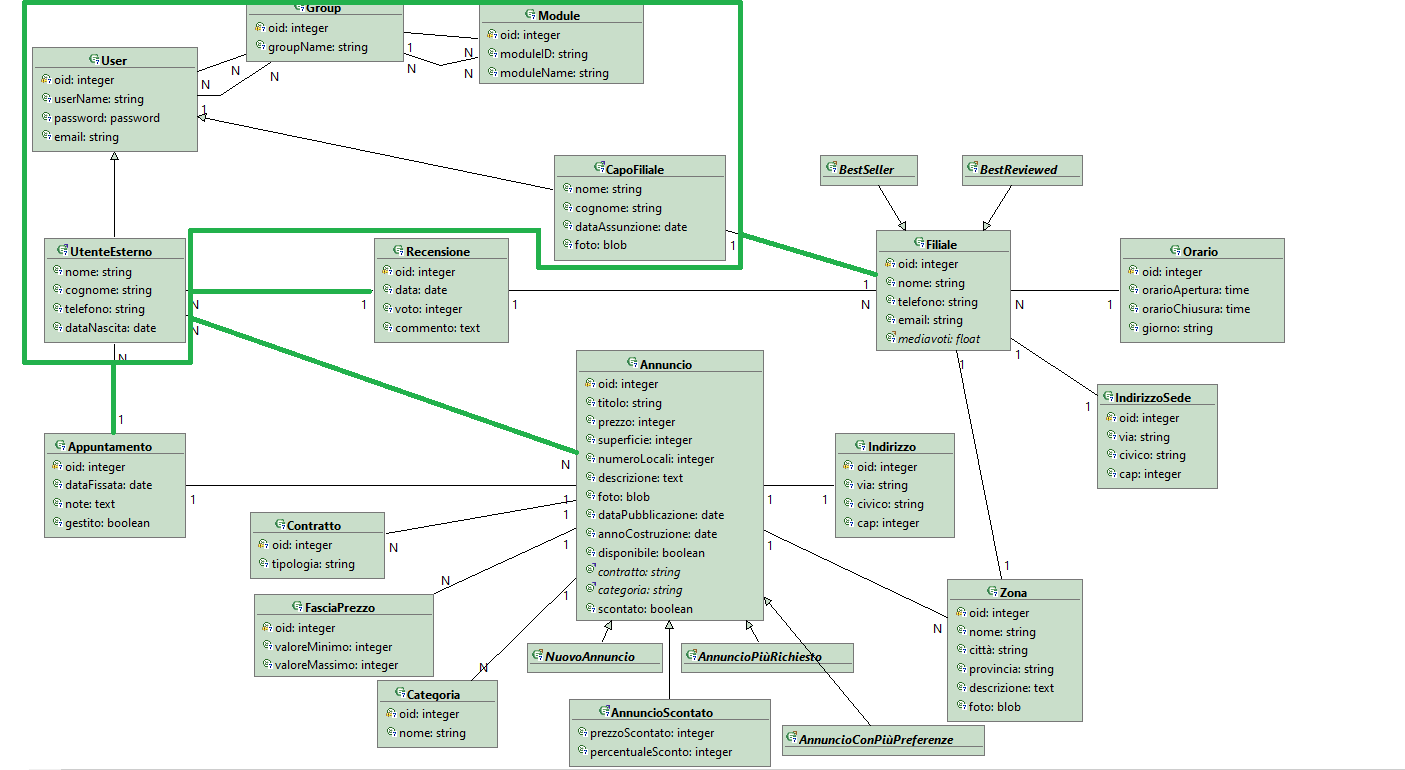 Group
oid: integer
groupName: string
1
N
N
N
Module
oid: integer
moduleID: string
moduleName: string
N
N
User
oid: integer
userName: string
password: password
email: string
N
1
CapoFiliale
nome: string
cognome: string
dataAssunzione: date
foto: blob
1
BestSeller
BestReviewed
UtenteEsterno
nome: string
cognome: string
telefono: string
dataNascita: date
N
N
N
Recensione
oid: integer
data: date
voto: integer
commento: text
1
1
Filiale
oid: integer
nome: string
telefono: string
email: string
mediavoti: float
1
N
N
1
1
Orario
oid: integer
orarioApertura: time
orarioChiusura: time
giorno: string
1
IndirizzoSede
oid: integer
via: string
civico: string
cap: integer
1
Annuncio
oid: integer
titolo: string
prezzo: integer
superficie: integer
numeroLocali: integer
descrizione: text
foto: blob
dataPubblicazione: date
annoCostruzione: date
disponibile: boolean
contratto: string
categoria: string
scontato: boolean
N
1
1
1
1
1
1
Appuntamento
oid: integer
dataFissata: date
note: text
gestito: boolean
1
1
Indirizzo
oid: integer
via: string
civico: string
cap: integer
1
Contratto
oid: integer
tipologia: string
N
FasciaPrezzo
oid: integer
valoreMinimo: integer
valoreMassimo: integer
N
Categoria
oid: integer
nome: string
N
Zona
oid: integer
nome: string
città: string
provincia: string
descrizione: text
foto: blob
1
N
NuovoAnnuncio
AnnuncioPiùRichiesto
AnnuncioScontato
prezzoScontato: integer
percentualeSconto: integer
AnnuncioConPiùPreferenze